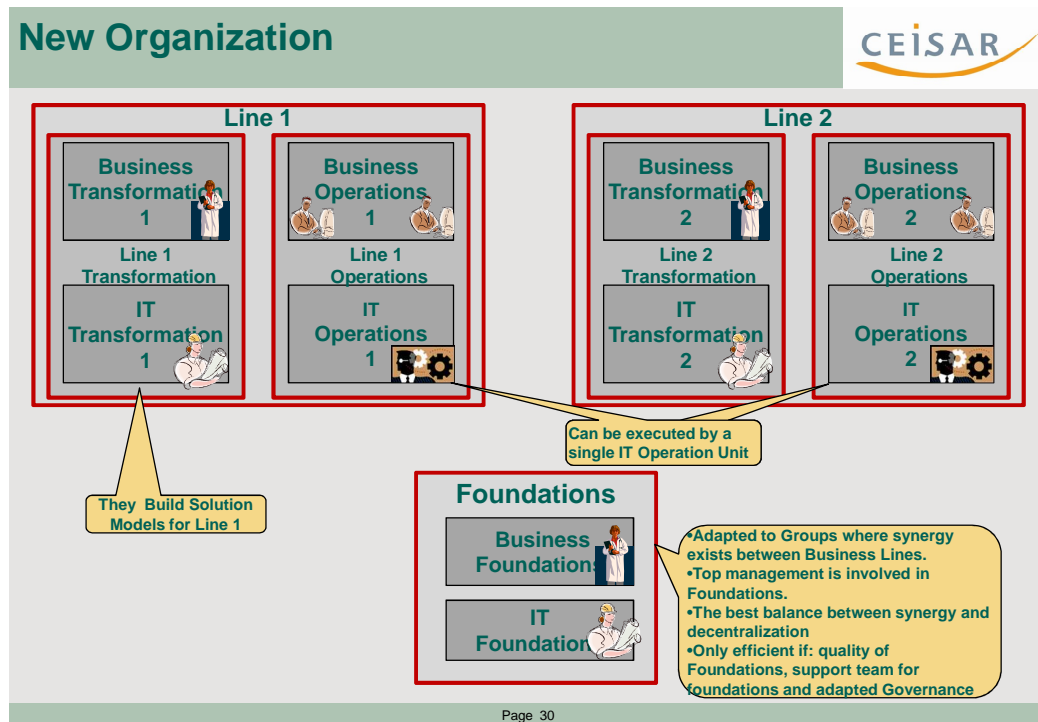 New Organization
CEISAR
Line 1
Business
Transformation
1
Line 1
Transformation
IT
Transformation
1
Business
Operations
1
Line 1
Operations
IT
Operations
1
Line 2
Business
Transformation
2
Line 2
Transformation
IT
Transformation
2
Business
Operations
2
Line 2
Operations
IT
Operations
2
They Build Solution
Models for Line 1
Can be executed by a
single IT Operation Unit
Foundations
Business
Foundations
IT
Foundation
•Adapted to Groups where synergy
exists between Business Lines.
•Top management is involved in
Foundations.
•The best balance between synergy and
decentralization
•Only efficient if: quality of
Foundations, support team for
foundations and adapted Governance
Page 30